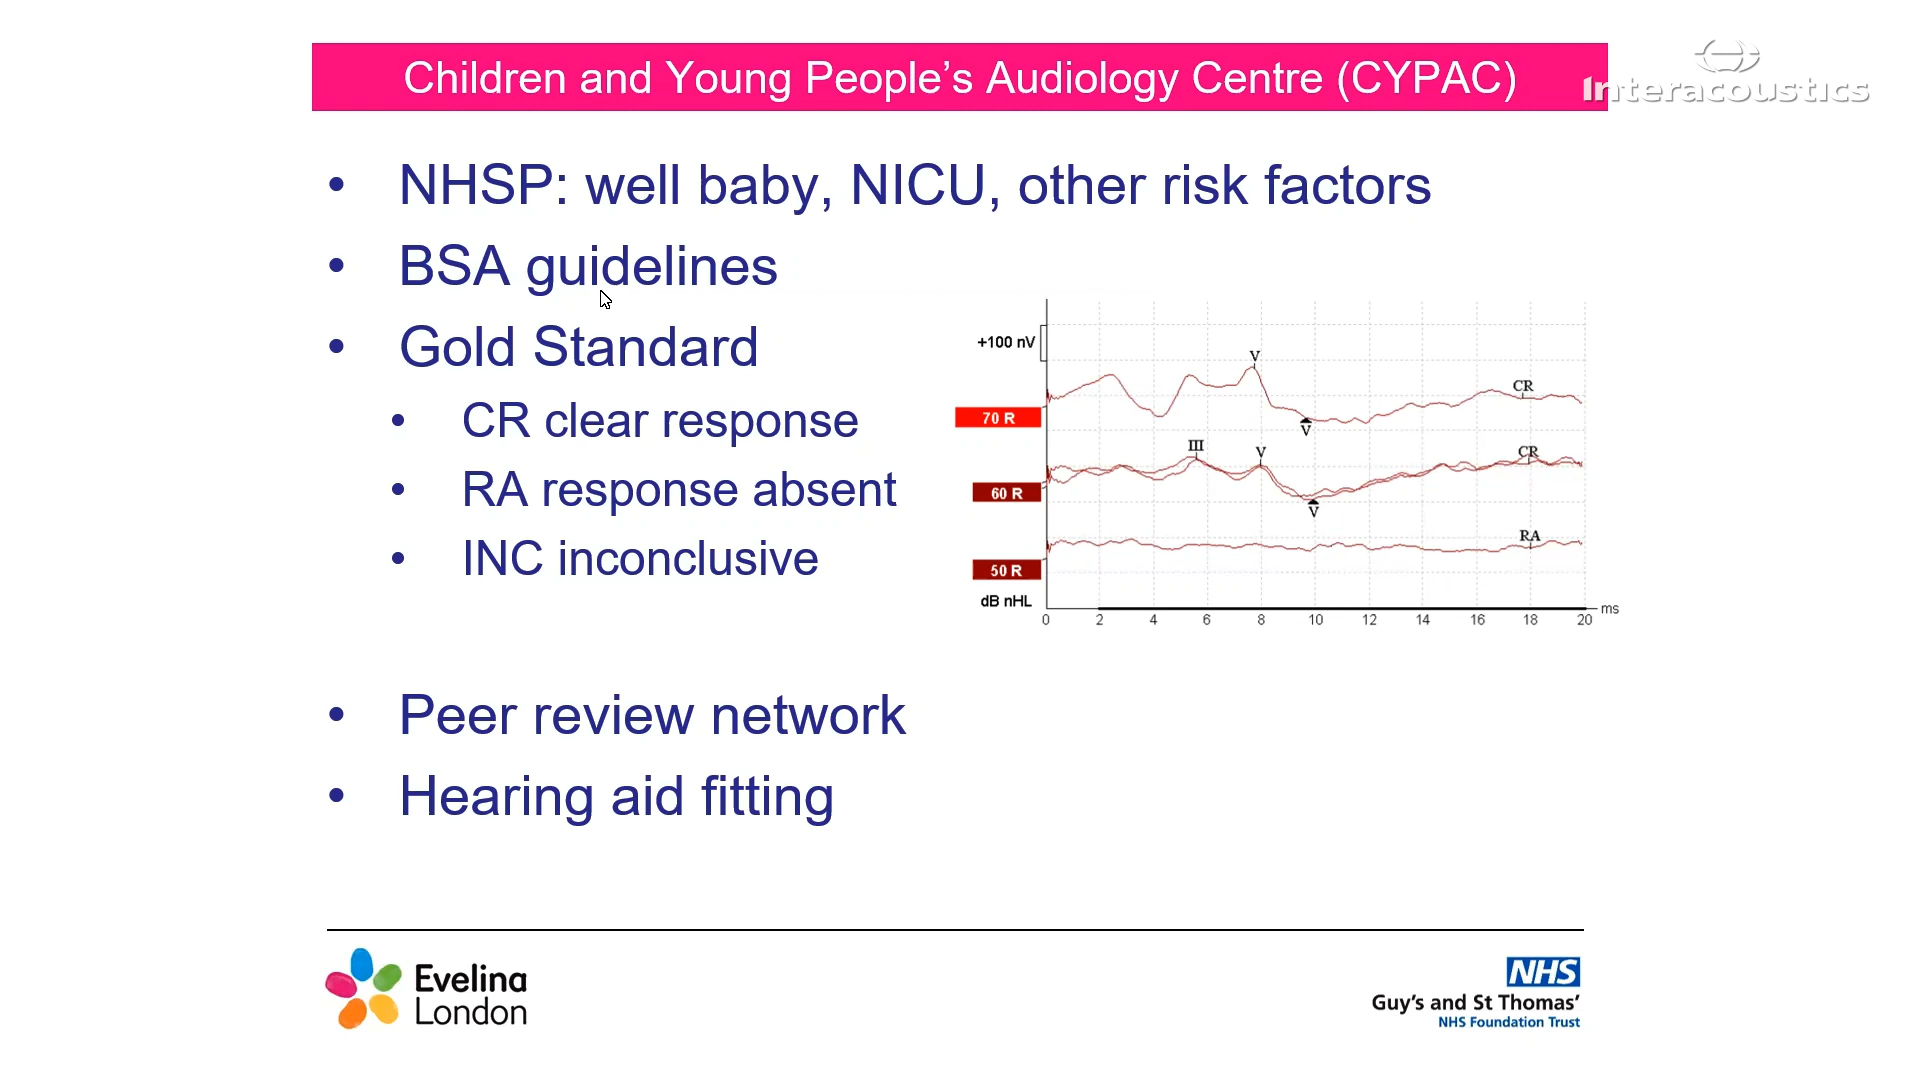 Children and Young People's Audiology Centre (CYPAC)
Interacoustics
• NHSP: well baby, NICU, other risk factors
• BSA guidelines
• Gold Standard
• CR clear response
• RA response absent
• INC inconclusive
+100 nV
V
CR
70 R
V
III
V
CR
60 R
V
RA
50 R
dB nHL
ms
0 2 4 6 8 10 12 14 16 18 20
• Peer review network
• Hearing aid fitting
Evelina
London
NHS
Guy's and St Thomas'
NHS Foundation Trust